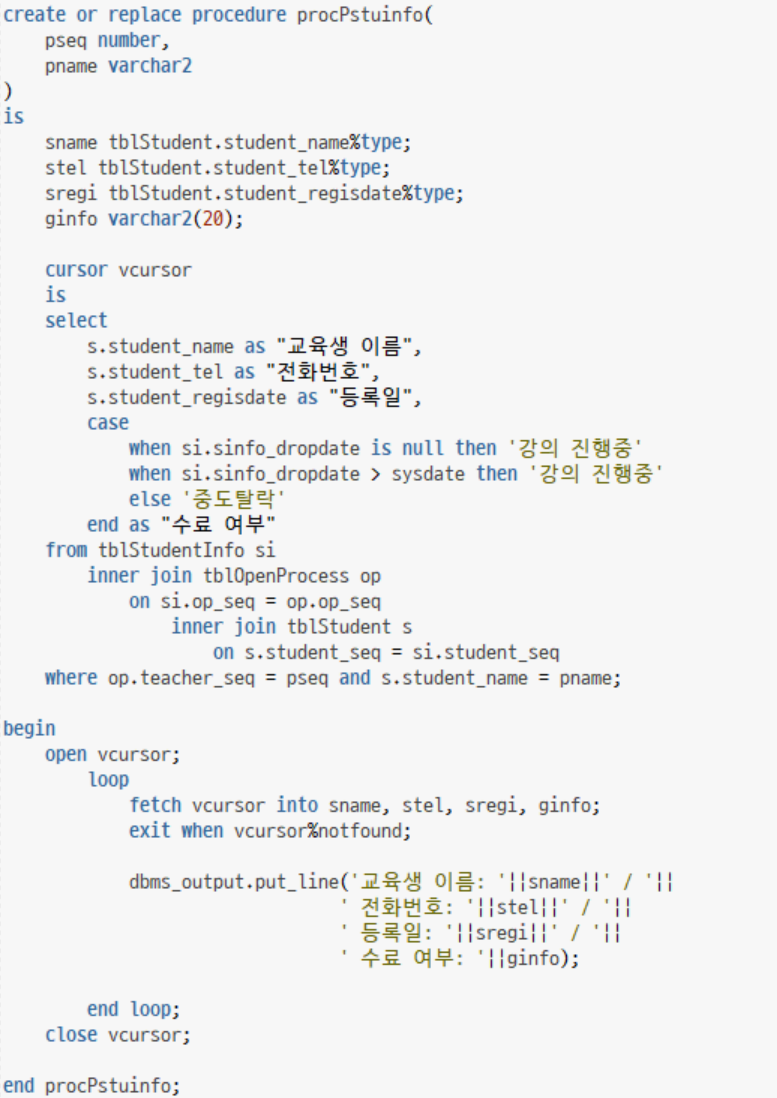 create or replace procedure procPstuinfo(
    pseq number,
    pname varchar2
)
is
    sname tblStudent.student_name%type;
    stel tblStudent.student_tel%type;
    sregi tblStudent.student_regisdate%type;
    ginfo varchar2(20);

    cursor vcursor
    is
    select
        s.student_name as "교육생 이름",
        s.student_tel as "전화번호",
        s.student_regisdate as "등록일",
        case
            when si.sinfo_dropdate is null then '강의 진행중'
            when si.sinfo_dropdate > sysdate then '강의 진행중'
            else '중도탈락'
        end as "수료 여부"
    from tblStudentInfo si
        inner join tblOpenProcess op
            on si.op_seq = op.op_seq
                inner join tblStudent s
                    on s.student_seq = si.student_seq
    where op.teacher_seq = pseq and s.student_name = pname;

begin
    open vcursor;
        loop
            fetch vcursor into sname, stel, sregi, ginfo;
            exit when vcursor%notfound;

            dbms_output.put_line('교육생 이름: '||sname||' / '||
                                ' 전화번호: '||stel||' / '||
                                ' 등록일: '||sregi||' / '||
                                ' 수료 여부: '||ginfo);

        end loop;
    close vcursor;

end procPstuinfo;